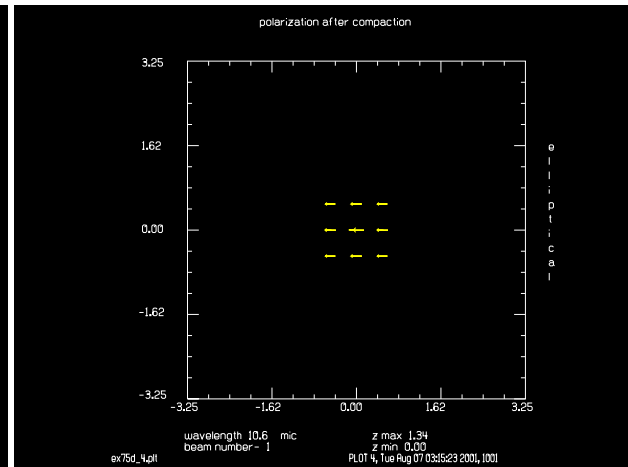 polarization after compaction
3.25
1.62
0.00
-1.62
-3.25
-3.25 -1.62 0.00 1.62 3.25
elliptical
wavelength 10.6 mic z max 1.34
beam number- 1 z min 0.00
ex75d_4.plt PLOT 4, Tue Aug 07 03:15:23 2001, 1001